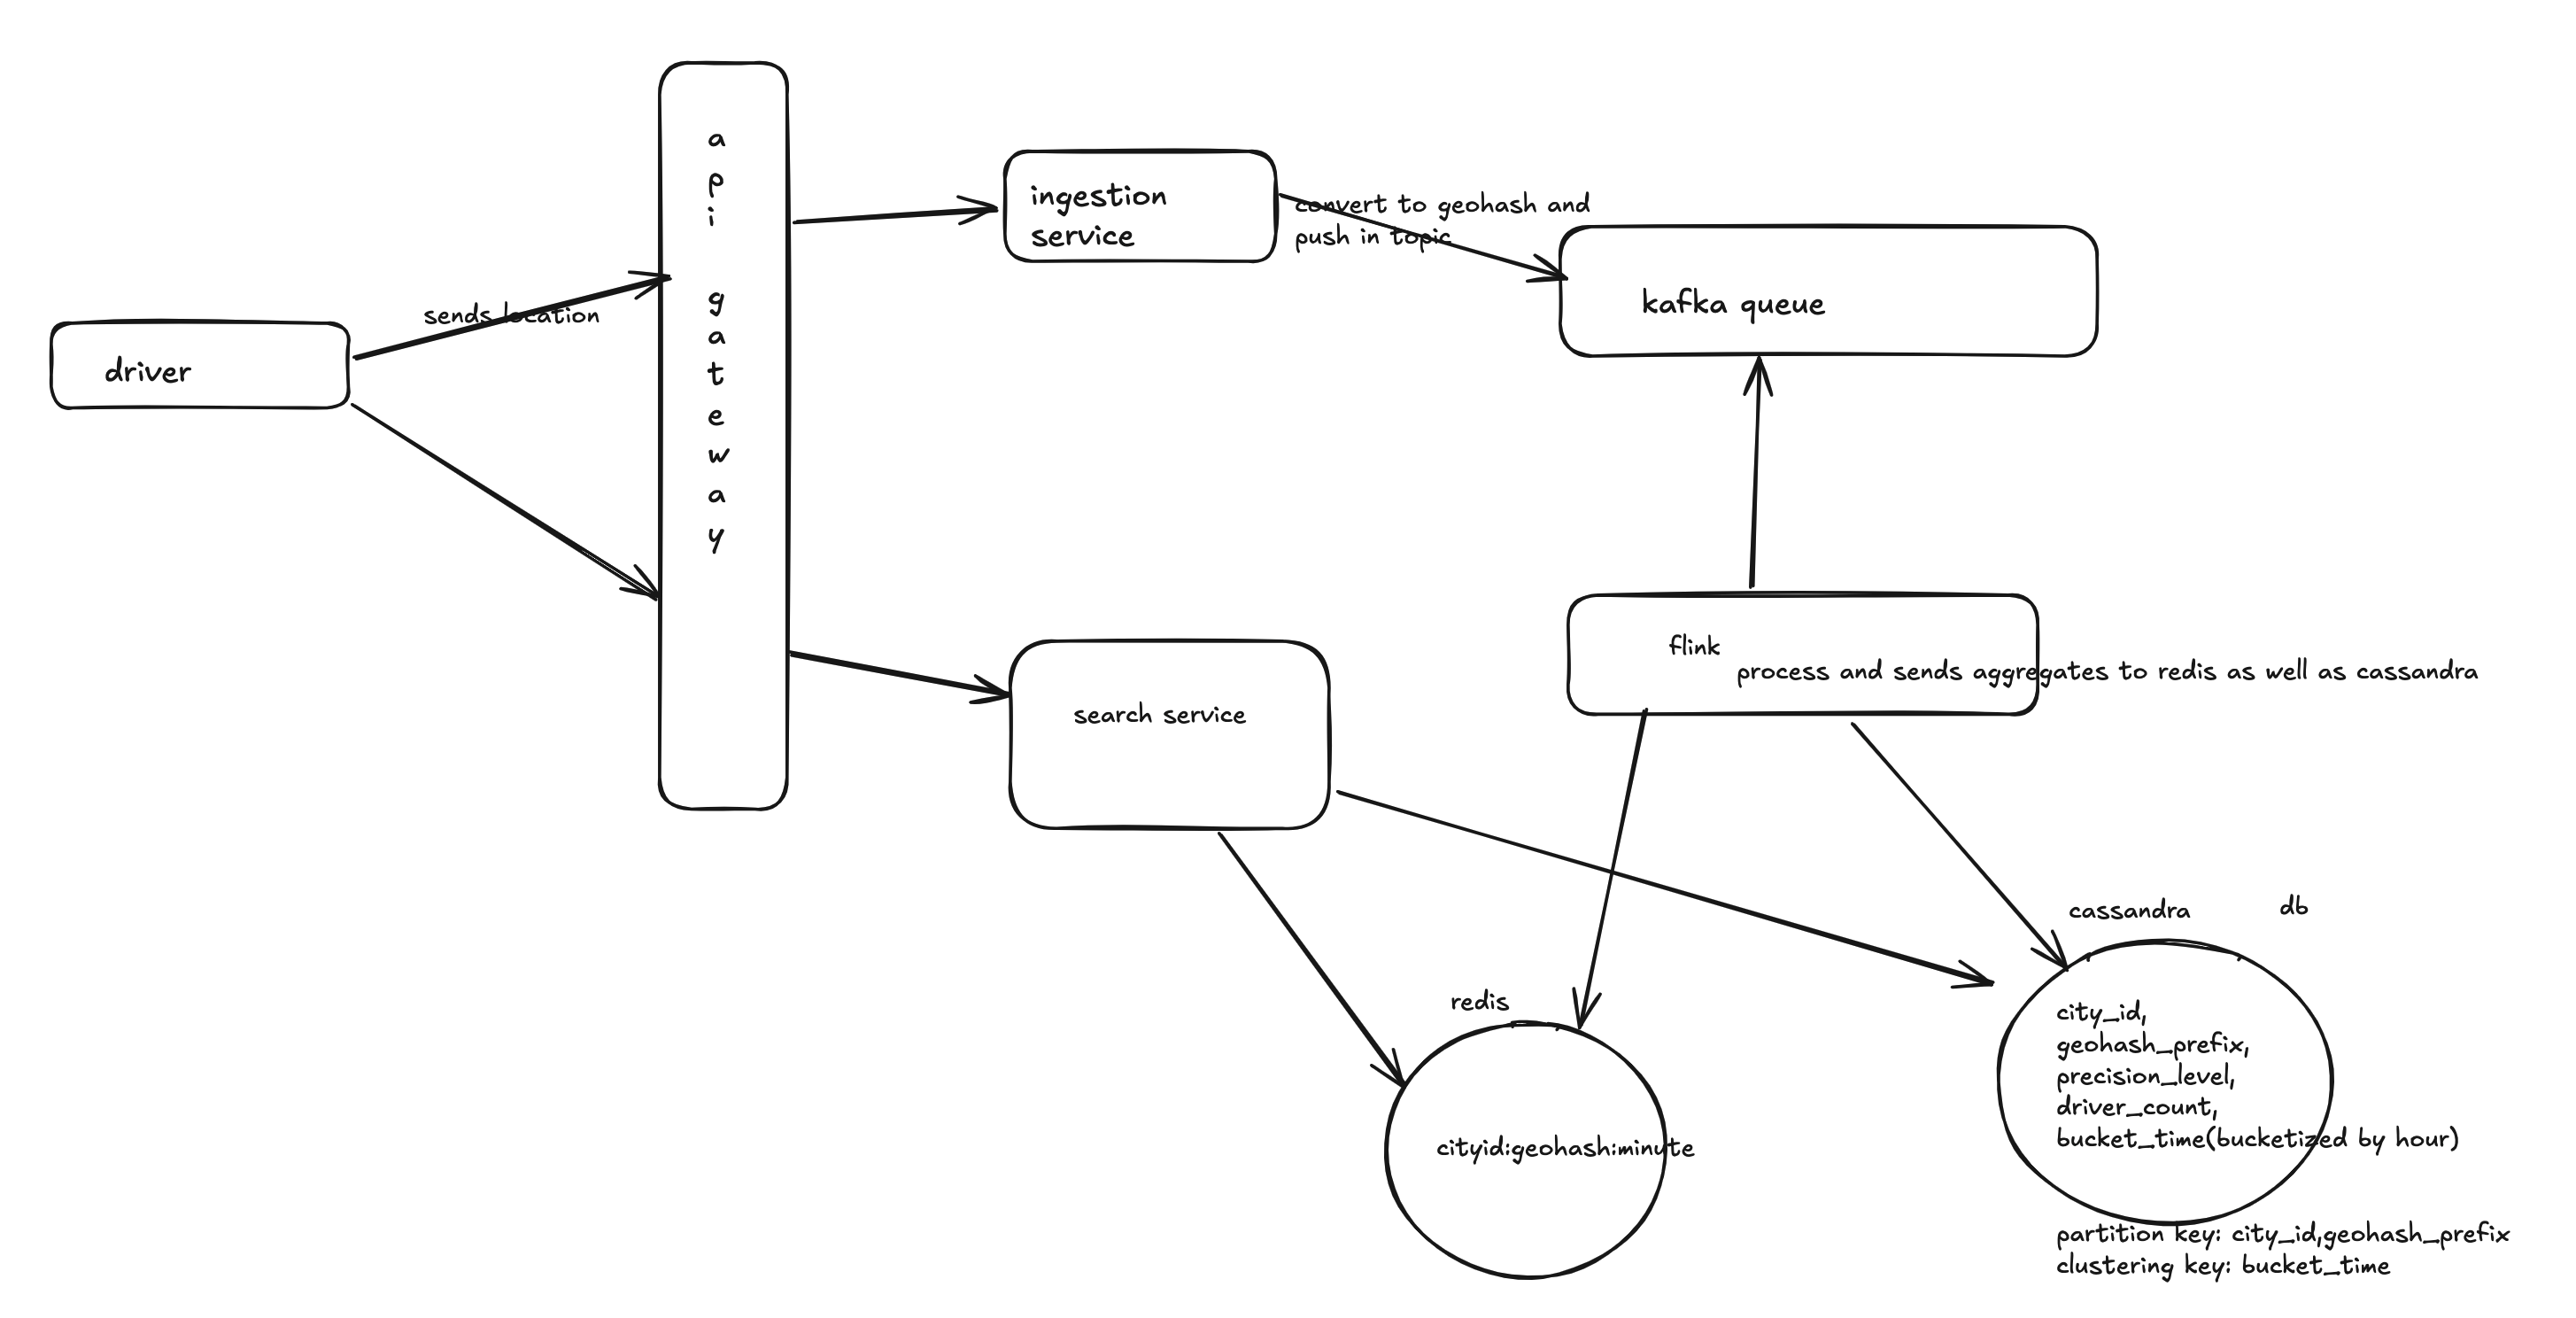 api gateway
ingestion
service
convert to geohash and
push in topic
kafka queue
sends location
driver
flink
process and sends aggregates to redis as well as cassandra
search service
cassandra
db
redis
city_id,
geohash_prefix,
precision_level,
driver_count,
bucket_time(bucketized by hour)
cityid:geohash:minute
partition key: city_id,geohash_prefix
clustering key: bucket_time